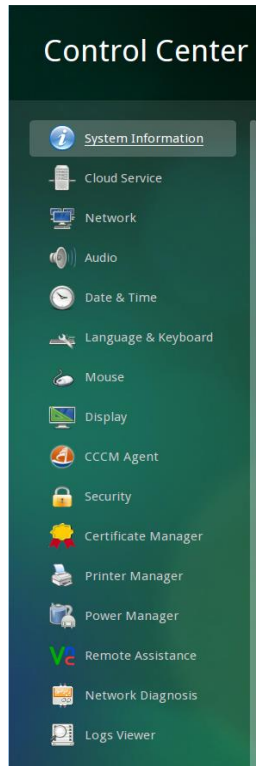 Control Center
System Information
Cloud Service
Network
Audio
Date & Time
Language & Keyboard
Mouse
Display
CCCM Agent
Security
Certificate Manager
Printer Manager
Power Manager
Remote Assistance
Network Diagnosis
Logs Viewer